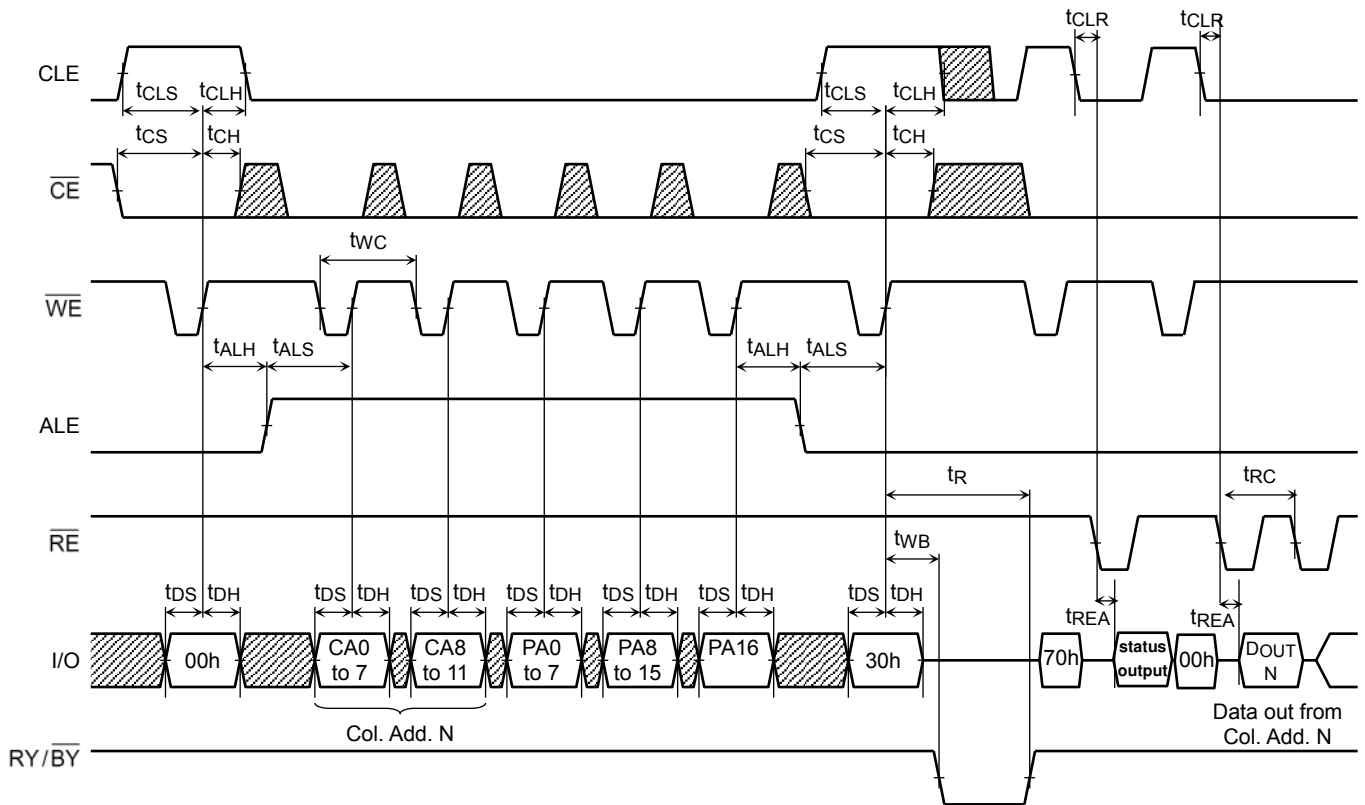 tCLR tCLR
CLE
tCLS tCLH tCLS tCLH
tCS tCH tCS tCH
CE
tWC
WE
tALH tALS tALH tALS
ALE
tR tRC
RE
tWB
tDS tDH tDS tDH tDS tDH tDS tDH tDS tDH tDS tDH tDS tDH
tREA tREA
I/O 00h CA0 to 7 CA8 to 11 PA0 to 7 PA8 to 15 PA16 30h 70h status output 00h DOUT N
Col. Add. N
Data out from
Col. Add. N
RY/BY